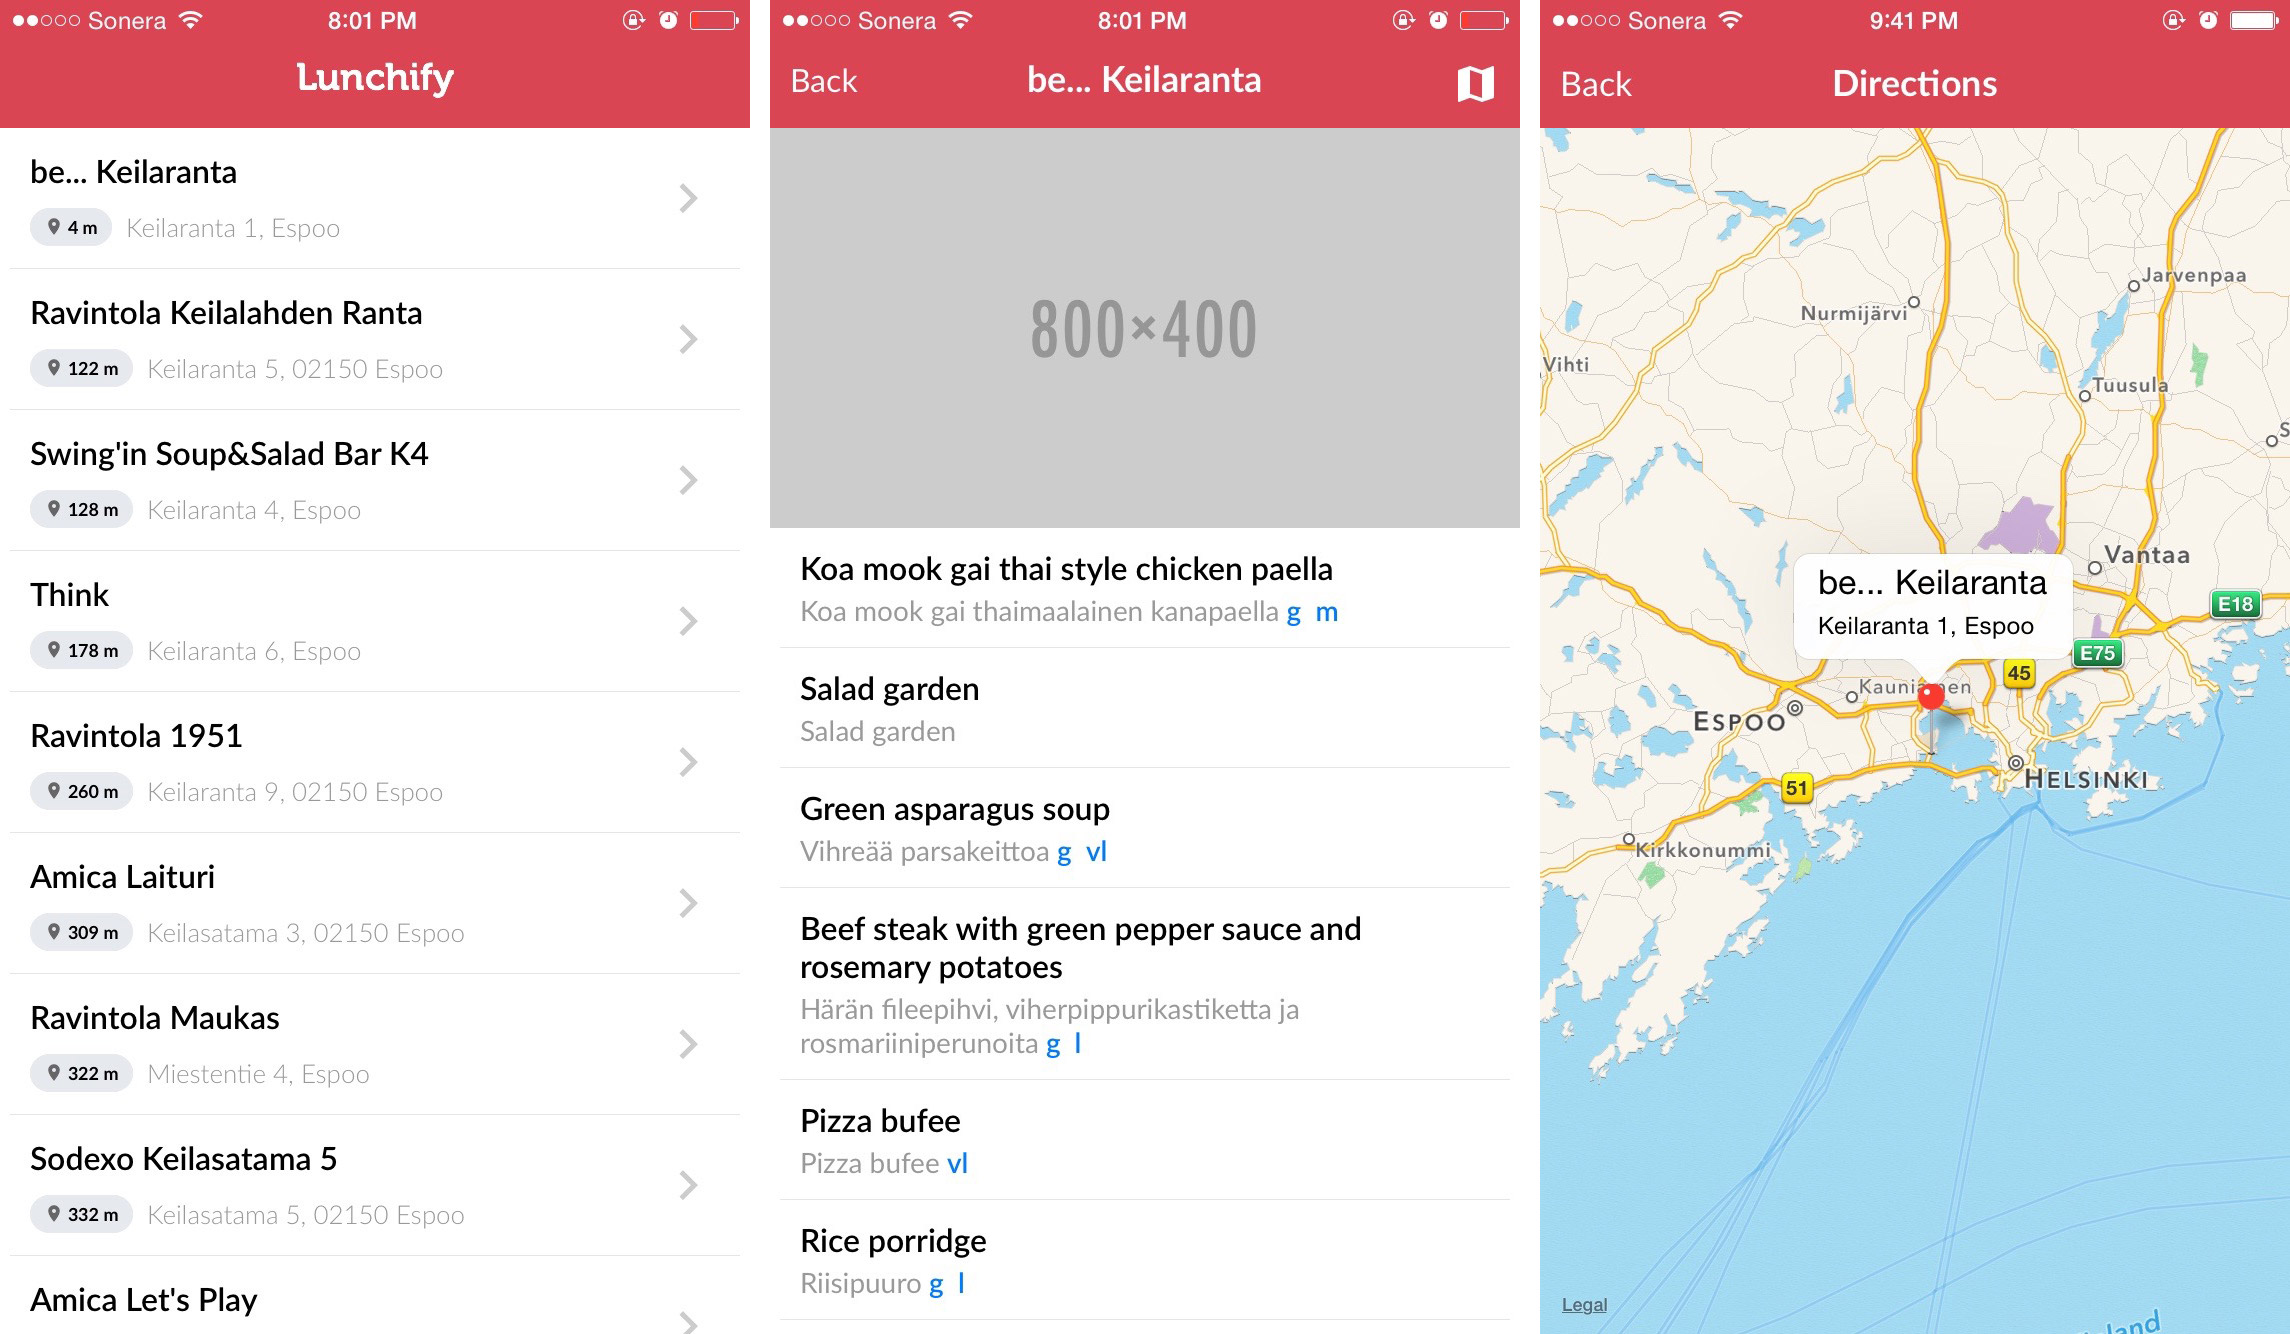 Sonera 8:01 PM
Lunchify
be... Keilaranta
4 m Keilaranta 1, Espoo
Ravintola Keilalahden Ranta
122 m Keilaranta 5, 02150 Espoo
Swing'in Soup&Salad Bar K4
128 m Keilaranta 4, Espoo
Think
178 m Keilaranta 6, Espoo
Ravintola 1951
260 m Keilaranta 9, 02150 Espoo
Amica Laituri
309 m Keilasatama 3, 02150 Espoo
Ravintola Maukas
322 m Miestentie 4, Espoo
Sodexo Keilasatama 5
332 m Keilasatama 5, 02150 Espoo
Amica Let's Play
Sonera 8:01 PM
Back be... Keilaranta
800×400
Koa mook gai thai style chicken paella
Koa mook gai thaimaalainen kanapaella g m
Salad garden
Salad garden
Green asparagus soup
Vihreää parsakeittoa g vl
Beef steak with green pepper sauce and
rosemary potatoes
Härän fileepihvi, viherpippurikastiketta ja
rosmariiniperunoita g l
Pizza bufee
Pizza bufee vl
Rice porridge
Riisipuuro g l
Sonera 9:41 PM
Back Directions
Jarvenpaa
Nurmijärvi
Vihti
Tuusula
Vantaa
be... Keilaranta
Keilaranta 1, Espoo
E18
E75
45
ESPOO
HELSINKI
51
Kirkkonummi
Legal